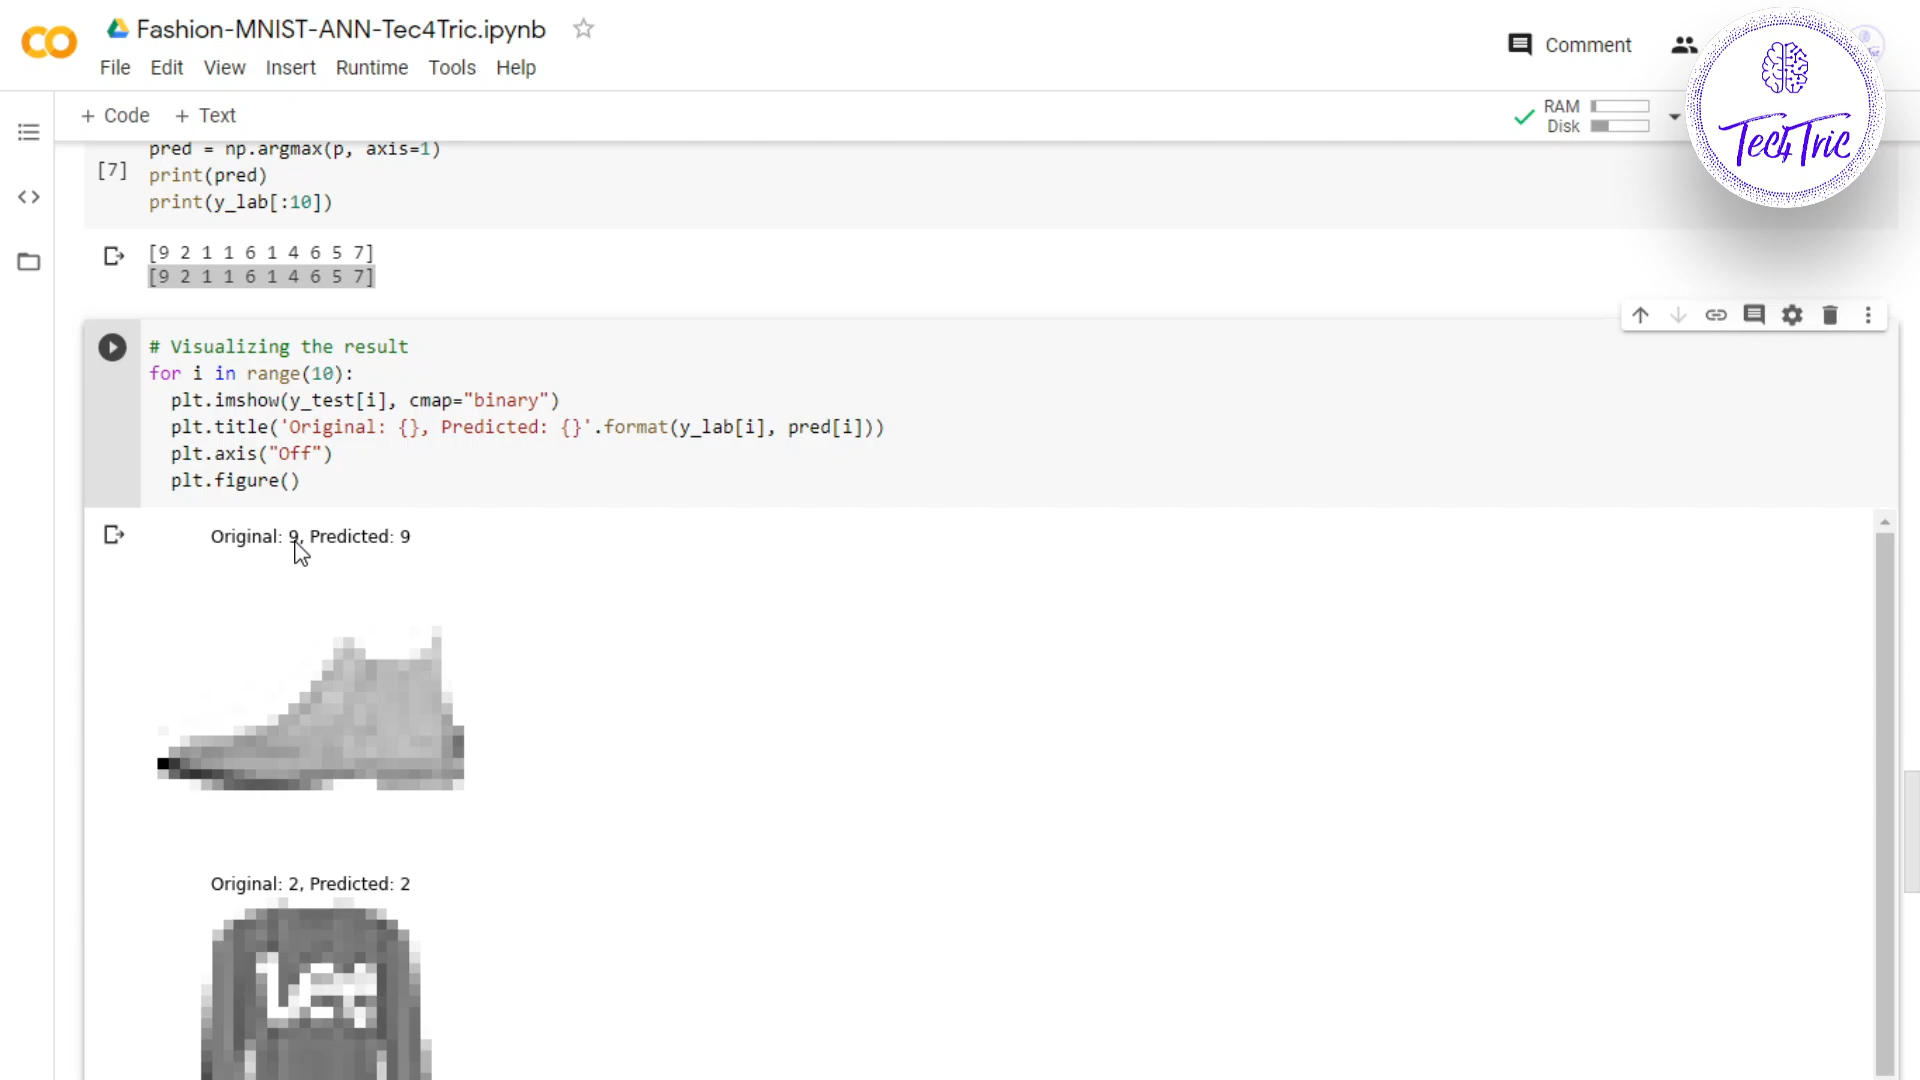 Fashion-MNIST-ANN-Tec4Tric.ipynb
File Edit View Insert Runtime Tools Help
Comment
+ Code + Text
RAM
Disk
Tec4Tric
pred = np.argmax(p, axis=1)
[7]
print(pred)
print(y_lab[:10])
[9 2 1 1 6 1 4 6 5 7]
[9 2 1 1 6 1 4 6 5 7]
# Visualizing the result
for i in range(10):
  plt.imshow(y_test[i], cmap="binary")
  plt.title('Original: {}, Predicted: {}'.format(y_lab[i], pred[i]))
  plt.axis("Off")
  plt.figure()
Original: 9, Predicted: 9
Original: 2, Predicted: 2